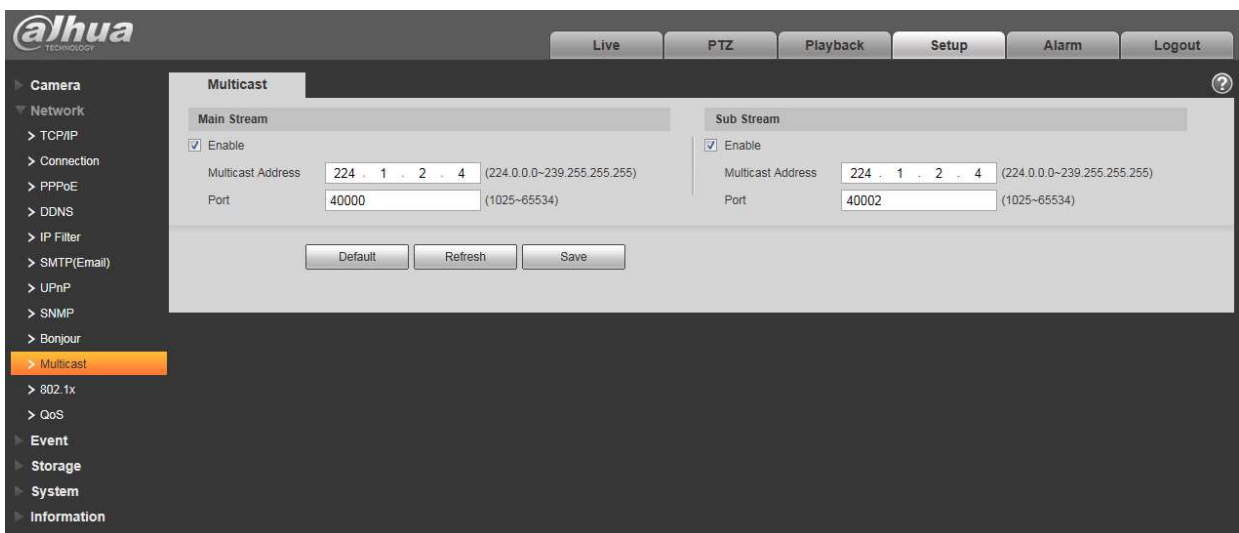 alhua
TECHNOLOGY
Live PTZ Playback Setup Alarm Logout
Camera
Network
> TCP/IP
> Connection
> PPPoE
> DDNS
> IP Filter
> SMTP(Email)
> UPnP
> SNMP
> Bonjour
> Multicast
> 802.1x
> QoS
Event
Storage
System
Information
Multicast ?
Main Stream
Enable
Multicast Address 224 . 1 . 2 . 4 (224.0.0.0~239.255.255.255)
Port 40000 (1025~65534)
Sub Stream
Enable
Multicast Address 224 . 1 . 2 . 4 (224.0.0.0~239.255.255.255)
Port 40002 (1025~65534)
Default Refresh Save